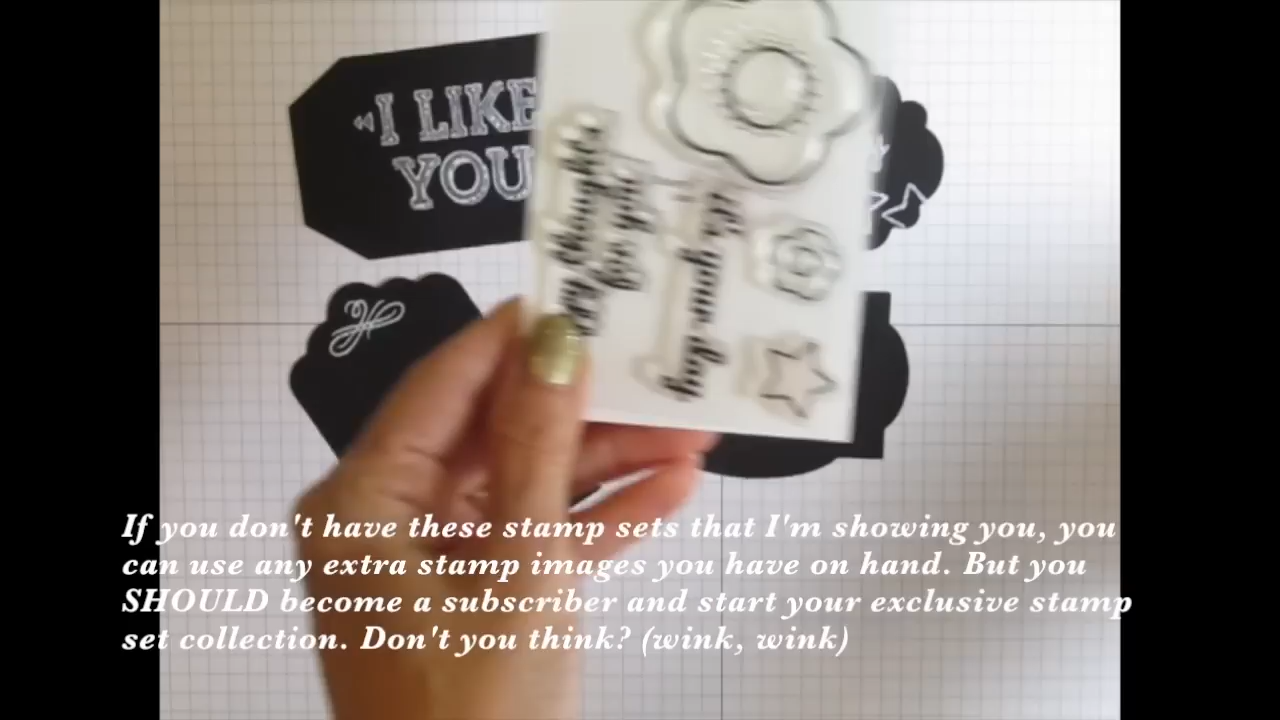 I LIKE
YOU
If you don't have these stamp sets that I'm showing you, you
can use any extra stamp images you have on hand. But you
SHOULD become a subscriber and start your exclusive stamp
set collection. Don't you think? (wink, wink)